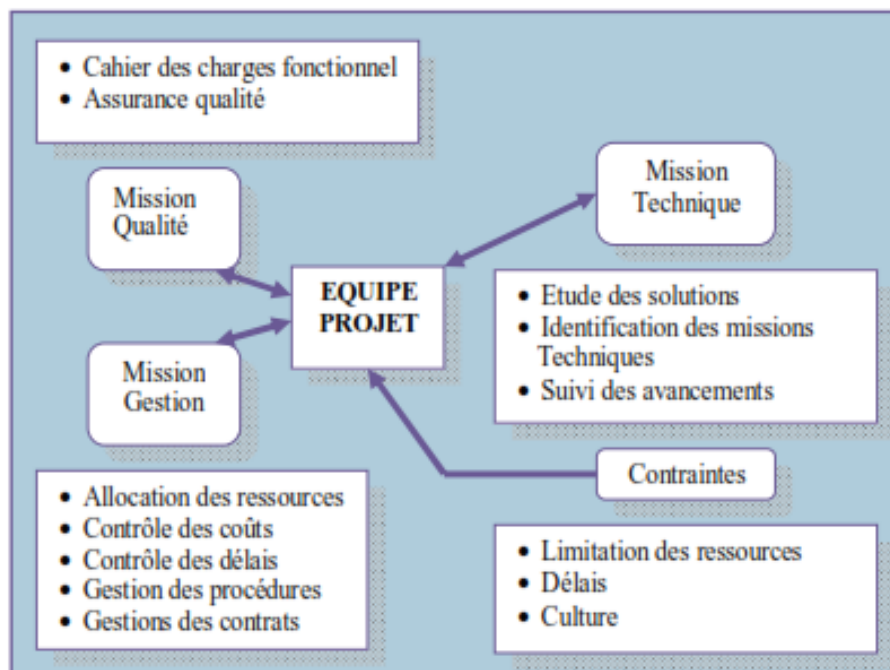 • Cahier des charges fonctionnel
• Assurance qualité
Mission
Qualité
Mission
Technique
EQUIPE
PROJET
• Etude des solutions
• Identification des missions
Techniques
• Suivi des avancements
Mission
Gestion
Contraintes
• Allocation des ressources
• Contrôle des coûts
• Contrôle des délais
• Gestion des procédures
• Gestions des contrats
• Limitation des ressources
• Délais
• Culture